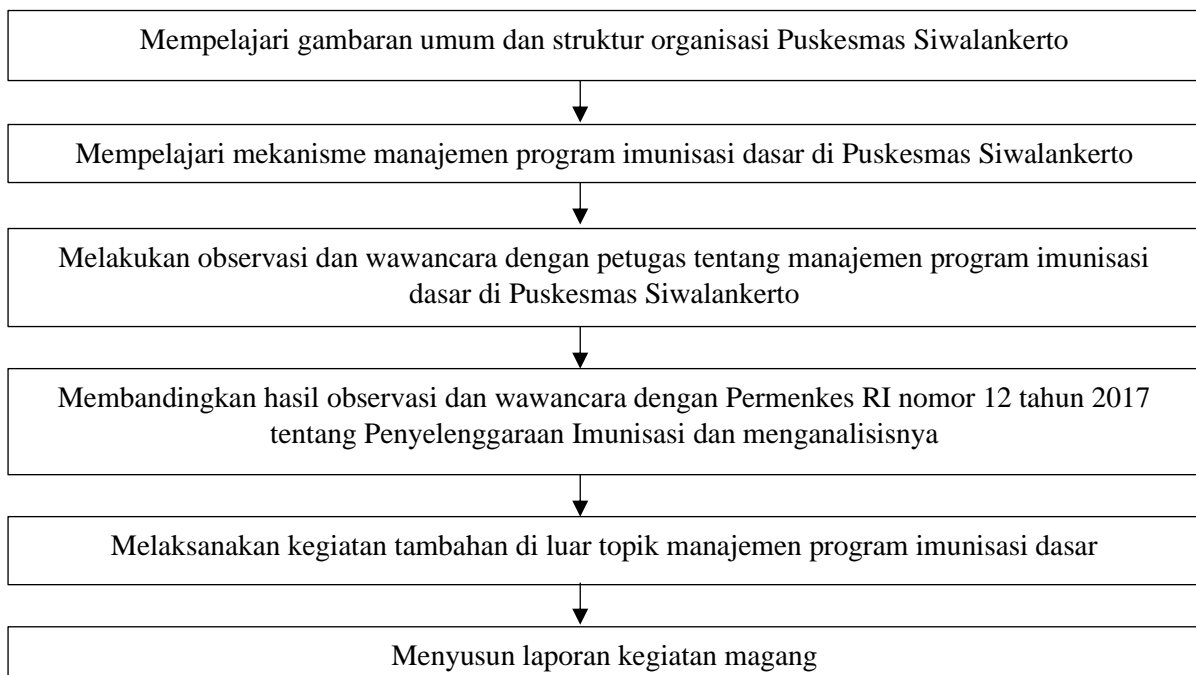 Mempelajari gambaran umum dan struktur organisasi Puskesmas Siwalankerto
Mempelajari mekanisme manajemen program imunisasi dasar di Puskesmas Siwalankerto
Melakukan observasi dan wawancara dengan petugas tentang manajemen program imunisasi
dasar di Puskesmas Siwalankerto
Membandingkan hasil observasi dan wawancara dengan Permenkes RI nomor 12 tahun 2017
tentang Penyelenggaraan Imunisasi dan menganalisisnya
Melaksanakan kegiatan tambahan di luar topik manajemen program imunisasi dasar
Menyusun laporan kegiatan magang